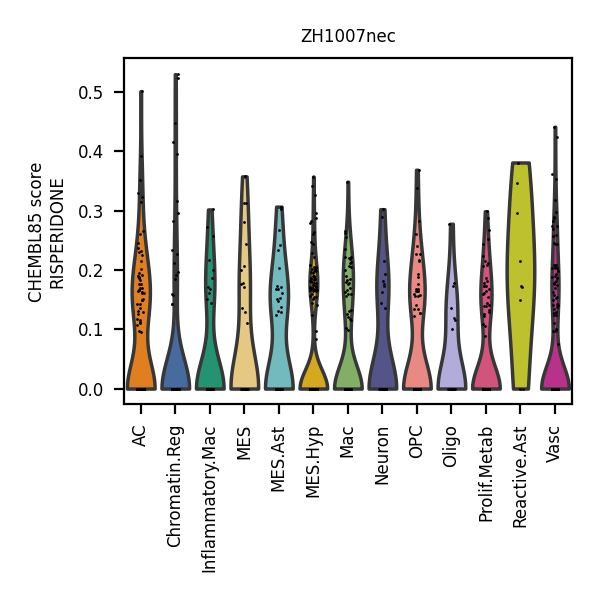 ZH1007nec
CHEMBL85 score
RISPERIDONE
0.5
0.4
0.3
0.2
0.1
0.0
AC
Chromatin.Reg
Inflammatory.Mac
MES
MES.Ast
MES.Hyp
Mac
Neuron
OPC
Oligo
Prolif.Metab
Reactive.Ast
Vasc